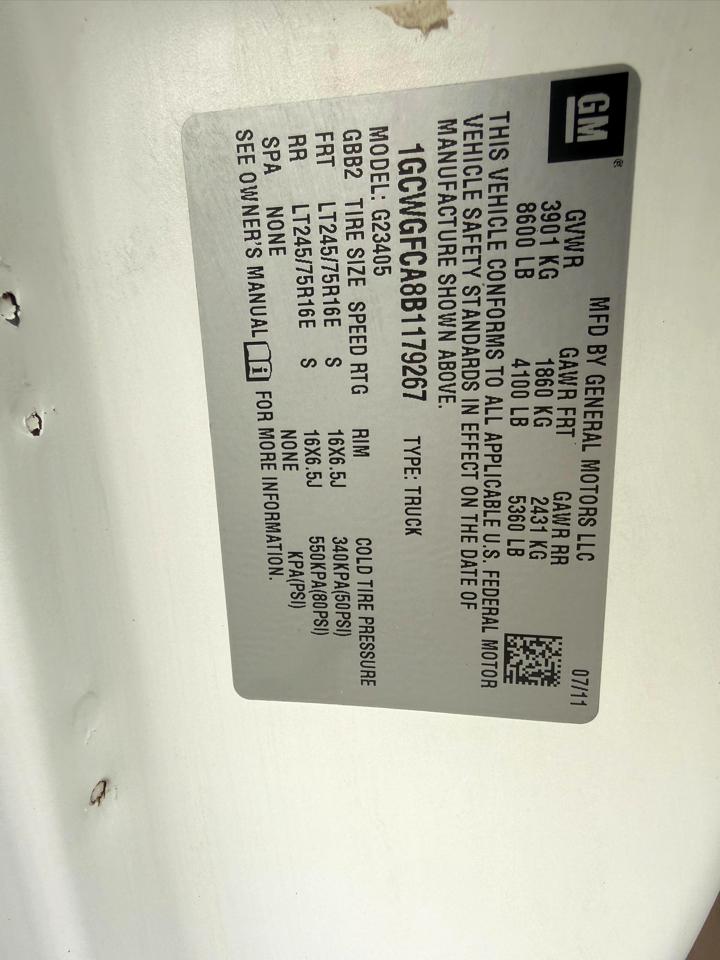 GM®
MFD BY GENERAL MOTORS LLC 07/11
GVWR GAWR FRT GAWR RR
3901 KG 1860 KG 2431 KG
8600 LB 4100 LB 5360 LB
THIS VEHICLE CONFORMS TO ALL APPLICABLE U.S. FEDERAL MOTOR
VEHICLE SAFETY STANDARDS IN EFFECT ON THE DATE OF
MANUFACTURE SHOWN ABOVE.
1GCWGFCA8B1179267 TYPE: TRUCK
MODEL: G23405
GBB2 TIRE SIZE SPEED RTG RIM COLD TIRE PRESSURE
FRT LT245/75R16E S 16X6.5J 340KPA(50PSI)
RR LT245/75R16E S 16X6.5J 550KPA(80PSI)
SPA NONE NONE KPA(PSI)
SEE OWNER'S MANUAL i FOR MORE INFORMATION.